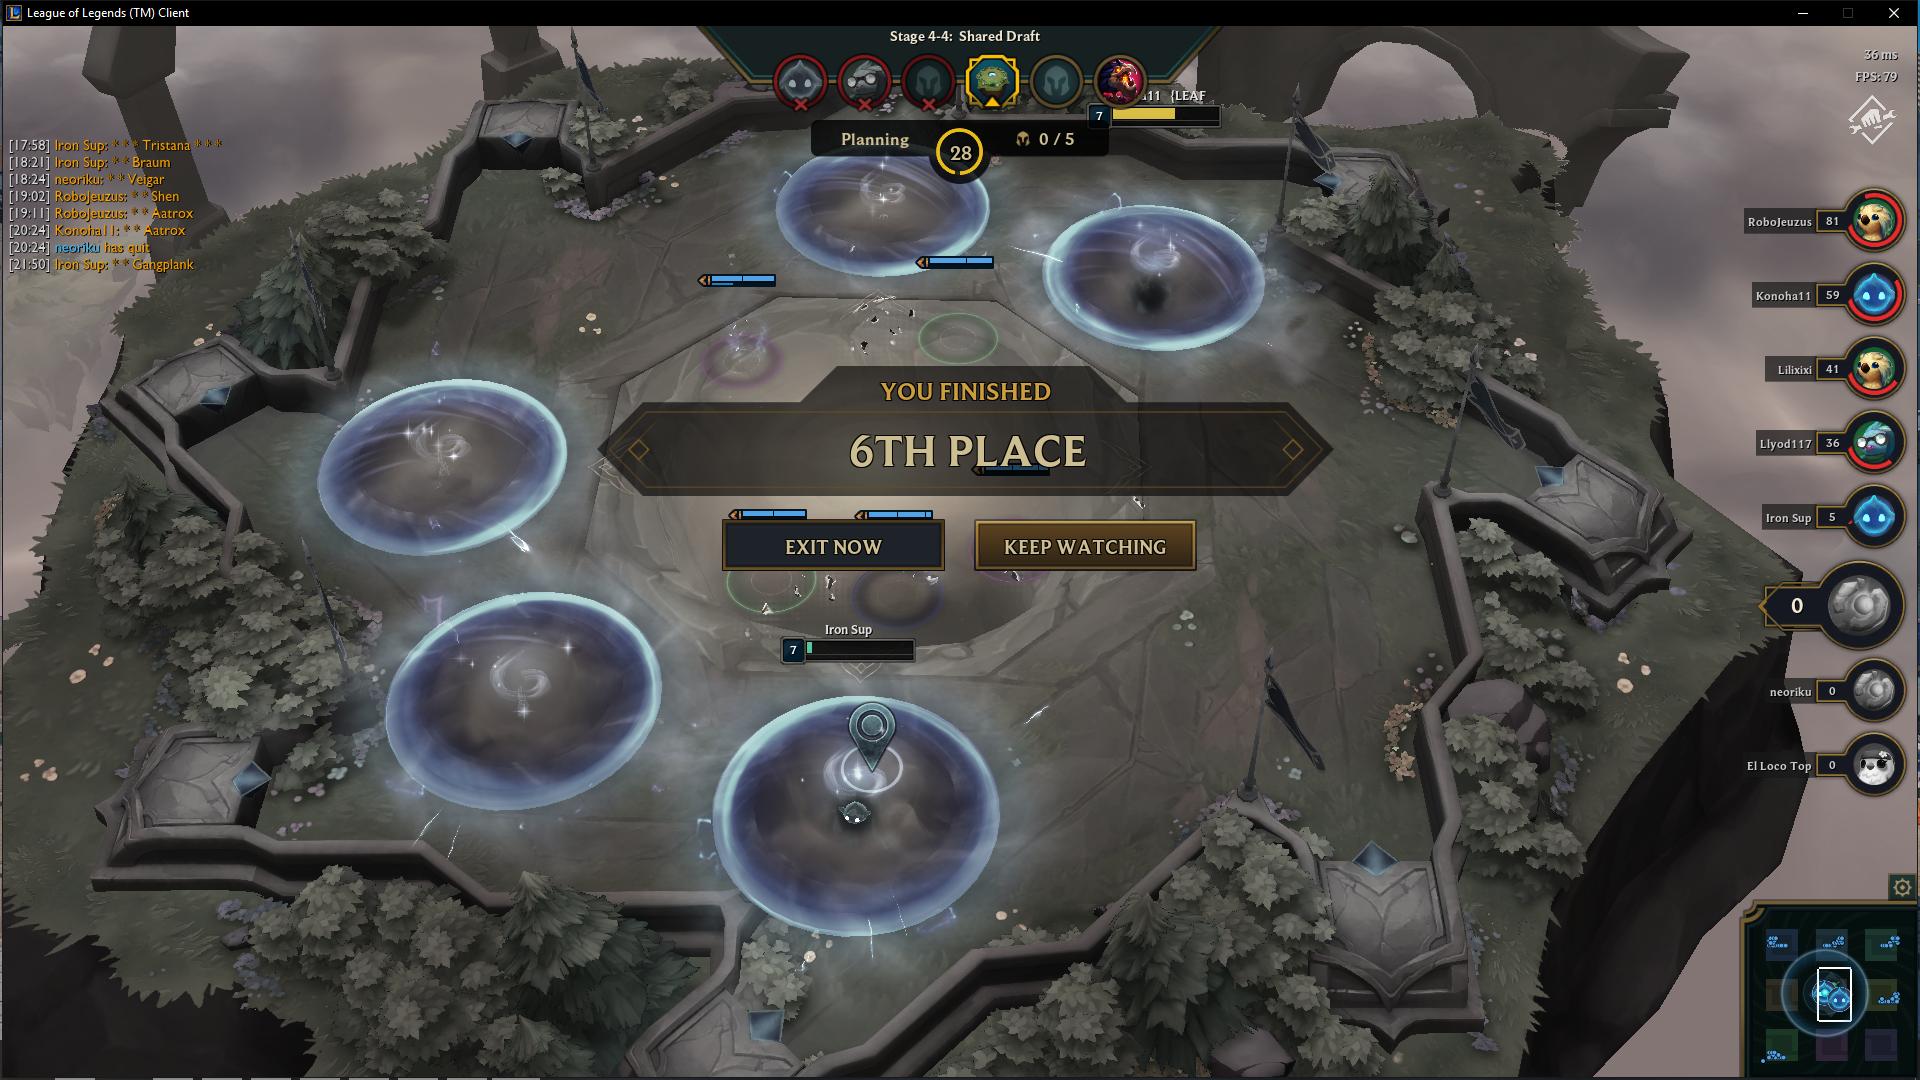 League of Legends (TM) Client
Stage 4-4: Shared Draft
36 ms
FPS: 79
a11 {LEAF
7
Planning
28
0 / 5
[17:58] Iron Sup: * * * Tristana * * *
[18:21] Iron Sup: * * Braum
[18:24] neoriku: * * Veigar
[19:02] RoboJeuzus: * * Shen
[19:11] RoboJeuzus: * * Aatrox
[20:24] Konoha11: * * Aatrox
[20:24] neoriku has quit
[21:50] Iron Sup: * * Gangplank
RoboJeuzus 81
Konoha11 59
Lilixixi 41
Llyod117 36
Iron Sup 5
0
neoriku 0
El Loco Top 0
YOU FINISHED
6TH PLACE
EXIT NOW
KEEP WATCHING
Iron Sup
7